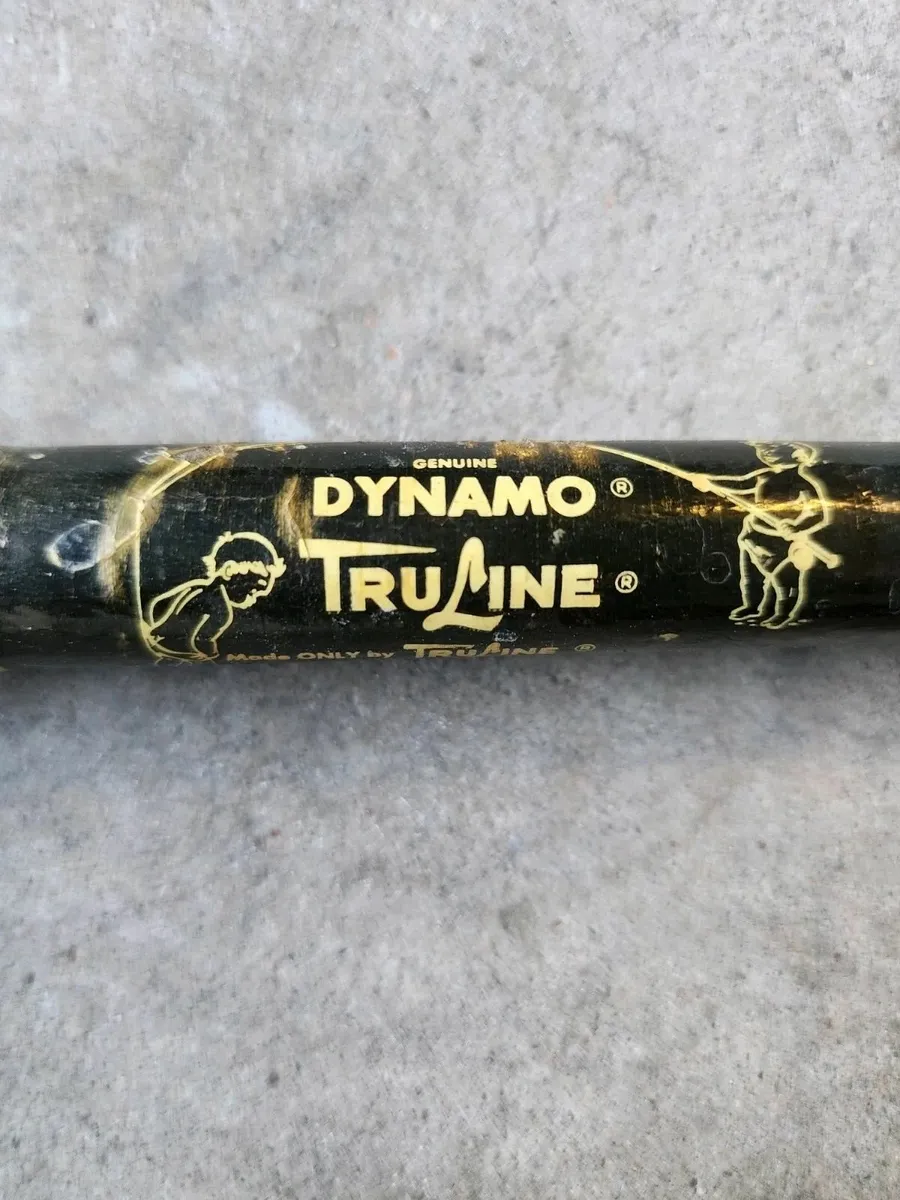 GENUINE
DYNAMO ®
TRULINE ®
Made ONLY by TRULINE ®